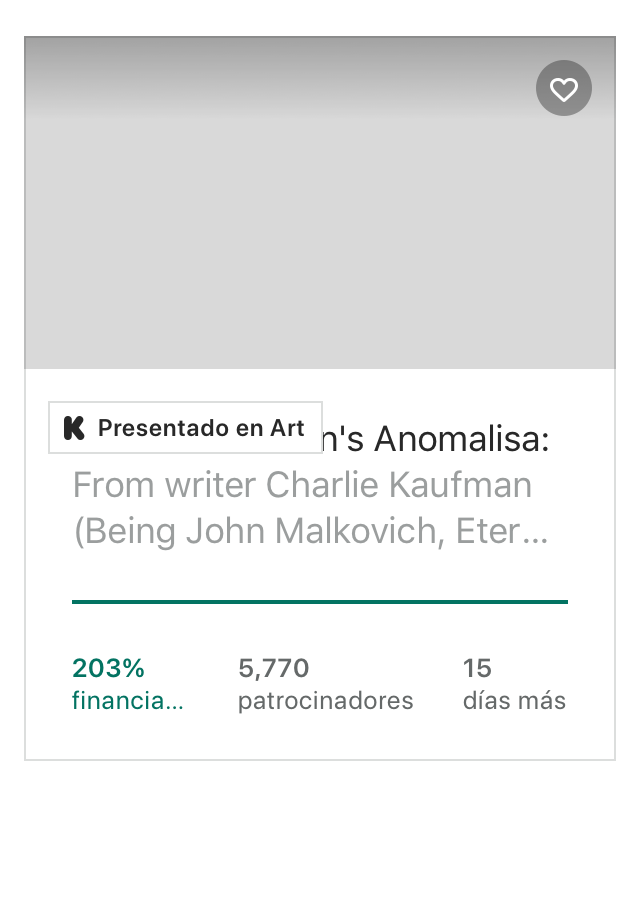 Presentado en Art
n's Anomalisa:
From writer Charlie Kaufman
(Being John Malkovich, Eter...
203%
financia...
5,770
patrocinadores
15
días más